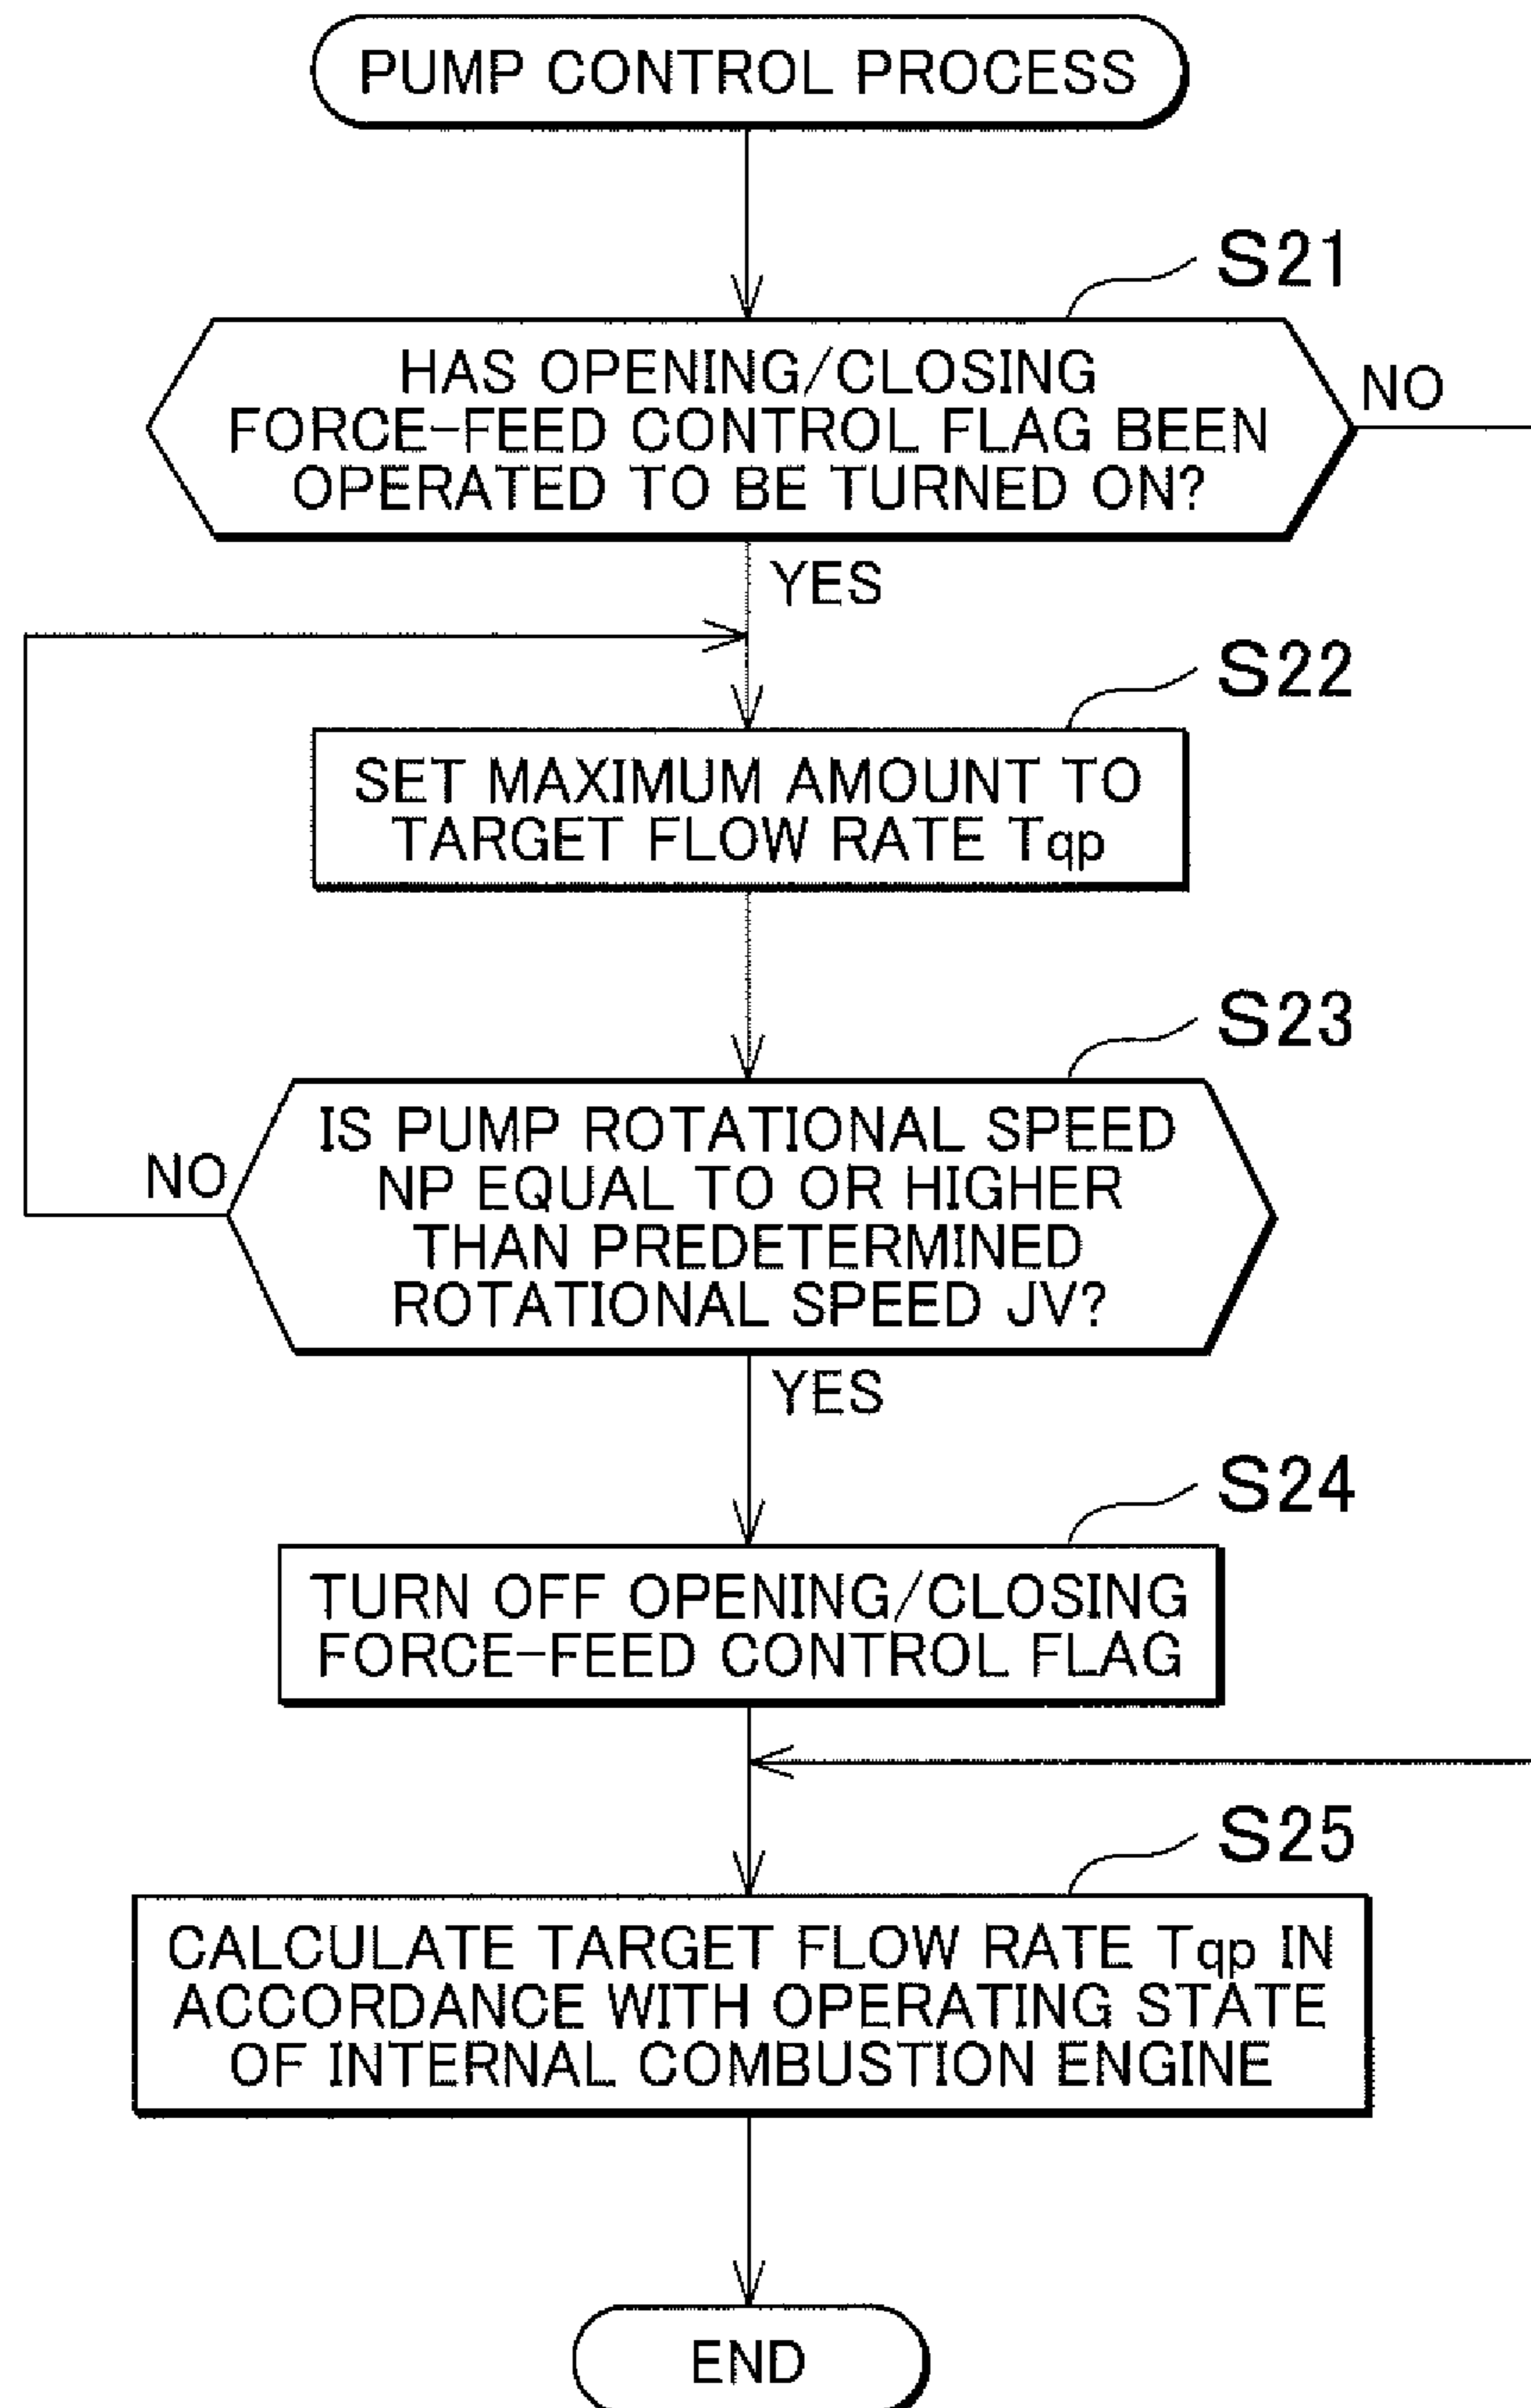 PUMP CONTROL PROCESS
S21
HAS OPENING/CLOSING
FORCE-FEED CONTROL FLAG BEEN
OPERATED TO BE TURNED ON?
NO
YES
S22
SET MAXIMUM AMOUNT TO
TARGET FLOW RATE Tqp
S23
IS PUMP ROTATIONAL SPEED
NP EQUAL TO OR HIGHER
THAN PREDETERMINED
ROTATIONAL SPEED JV?
NO
YES
S24
TURN OFF OPENING/CLOSING
FORCE-FEED CONTROL FLAG
S25
CALCULATE TARGET FLOW RATE Tqp IN
ACCORDANCE WITH OPERATING STATE
OF INTERNAL COMBUSTION ENGINE
END